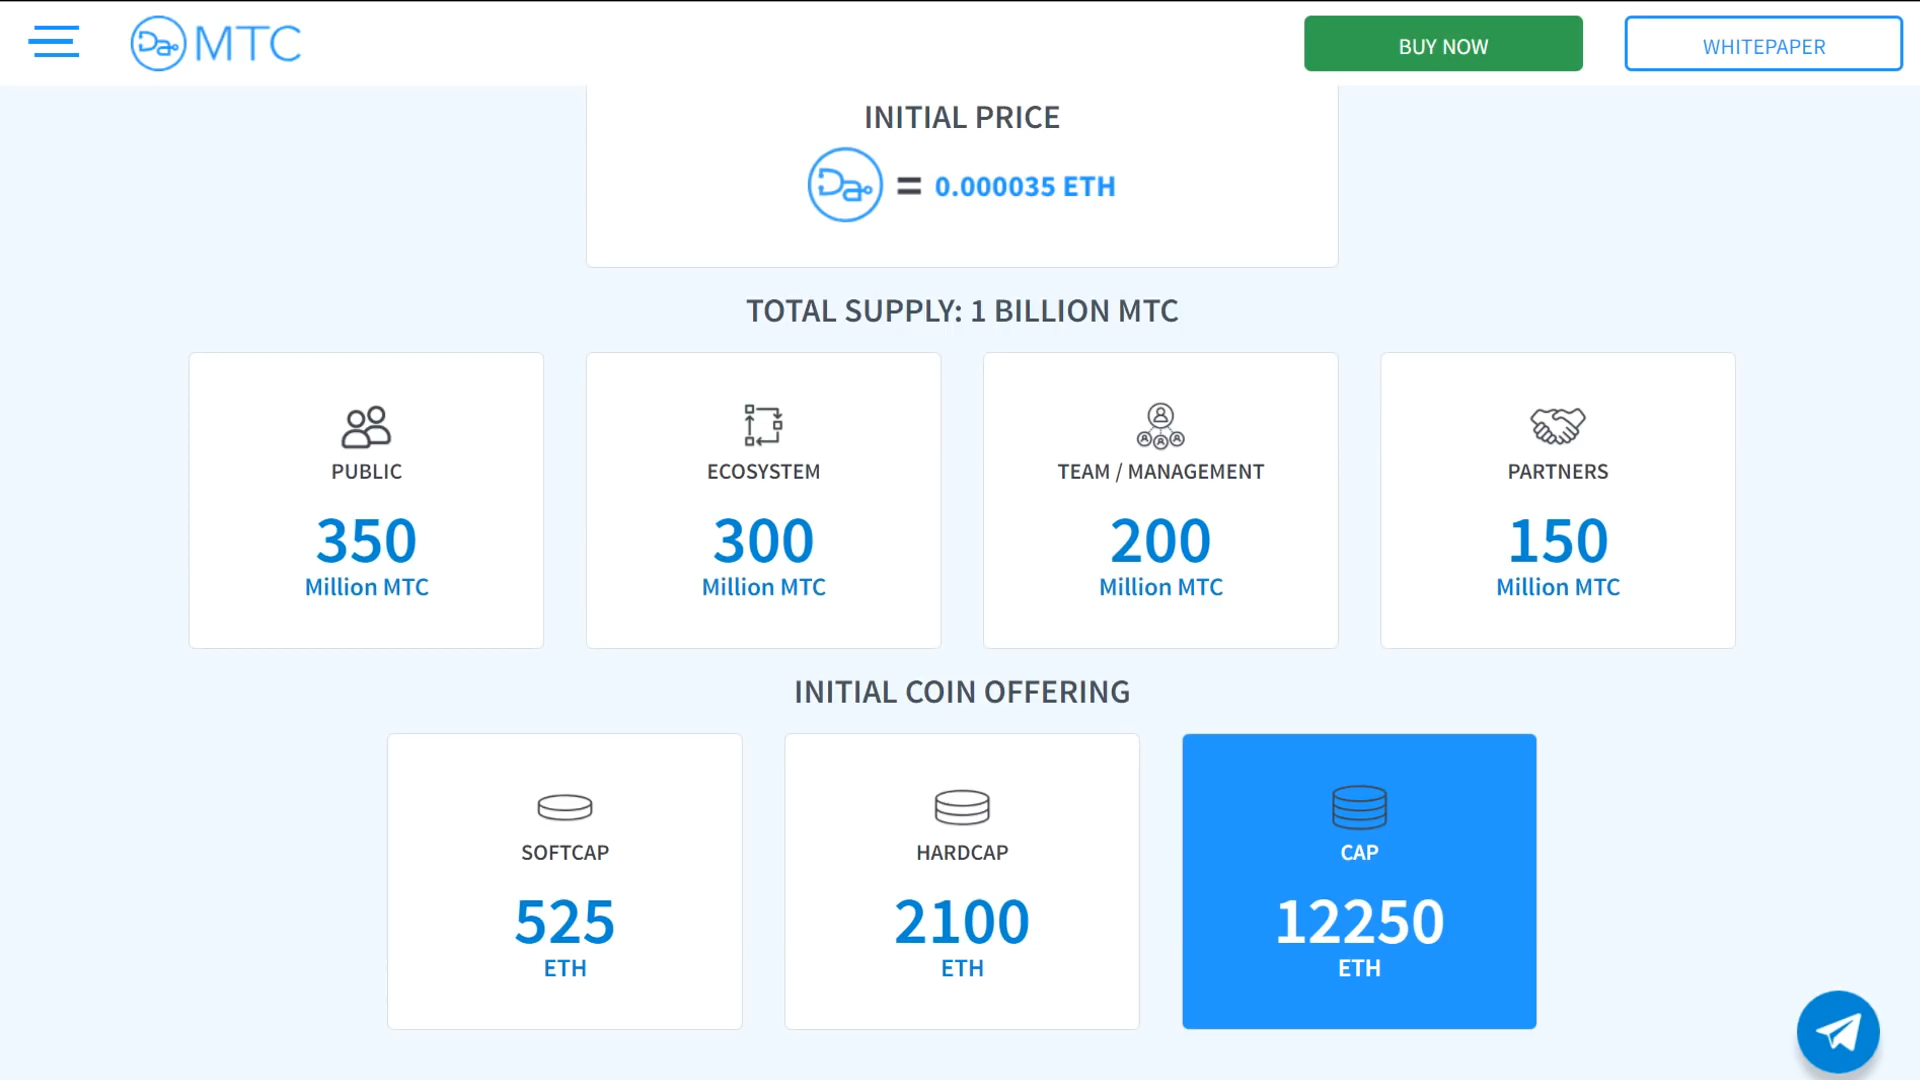 Da MTC
BUY NOW
WHITEPAPER
INITIAL PRICE
Da = 0.000035 ETH
TOTAL SUPPLY: 1 BILLION MTC
PUBLIC
350
Million MTC
ECOSYSTEM
300
Million MTC
TEAM / MANAGEMENT
200
Million MTC
PARTNERS
150
Million MTC
INITIAL COIN OFFERING
SOFTCAP
525
ETH
HARDCAP
2100
ETH
CAP
12250
ETH